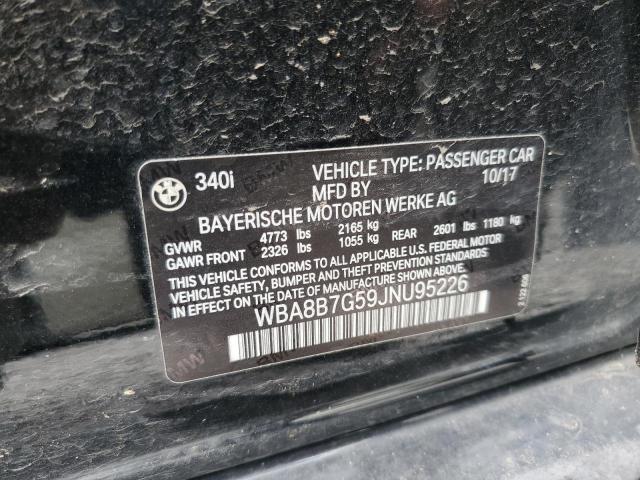 340i
VEHICLE TYPE: PASSENGER CAR
MFD BY 10/17
BAYERISCHE MOTOREN WERKE AG
GVWR 4773 lbs 2165 kg
GAWR FRONT 2326 lbs 1055 kg REAR 2601 lbs 1180 kg
THIS VEHICLE CONFORMS TO ALL APPLICABLE U.S. FEDERAL MOTOR
VEHICLE SAFETY, BUMPER AND THEFT PREVENTION STANDARDS
IN EFFECT ON THE DATE OF MANUFACTURE SHOWN ABOVE.
WBA8B7G59JNU95226